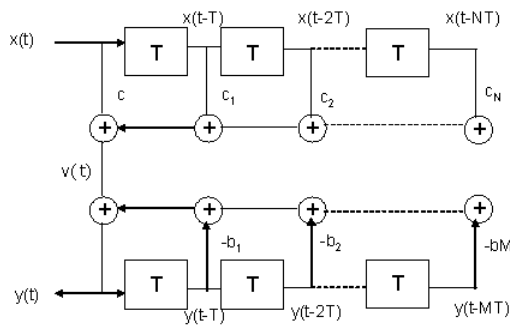 x(t-T) x(t-2T) x(t-NT)
x(t)
T T T
c c₁ c₂ cN
+ + + +
v(t)
+ + + +
-b₁ -b₂ -bM
T T T
y(t) y(t-T) y(t-2T) y(t-MT)